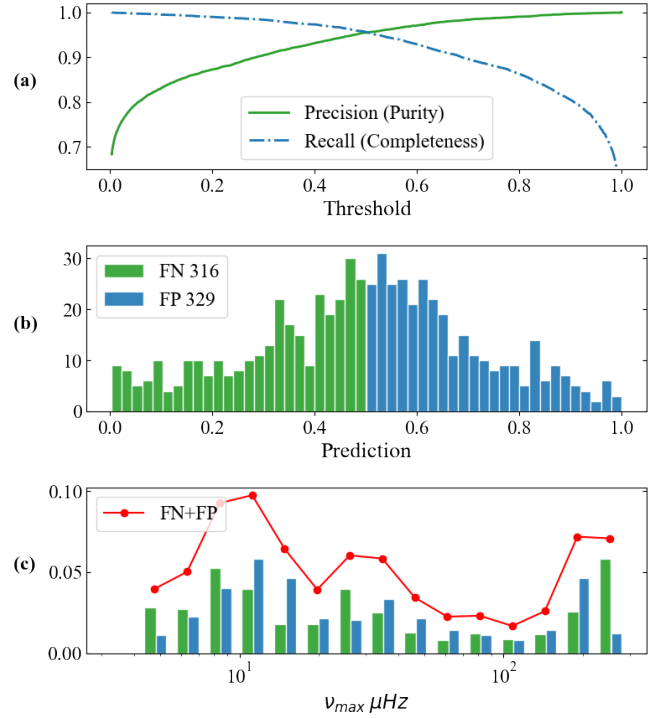 1.0
0.9
(a)
0.8
0.7
Precision (Purity)
Recall (Completeness)
0.0 0.2 0.4 0.6 0.8 1.0
Threshold
30
20
(b)
10
0
FN 316
FP 329
0.0 0.2 0.4 0.6 0.8 1.0
Prediction
0.10
FN+FP
(c)
0.05
0.00
10¹ 10²
νmax μHz